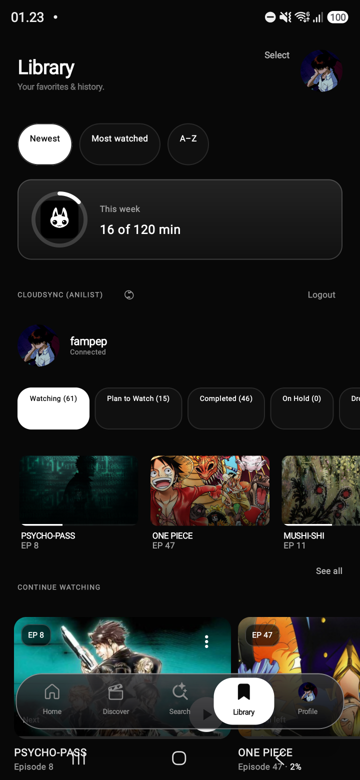 01.23
100
Select
Library
Your favorites & history.
Newest
Most watched
A–Z
This week
16 of 120 min
CLOUDSYNC (ANILIST)
Logout
fampep
Connected
Watching (61)
Plan to Watch (15)
Completed (46)
On Hold (0)
Dro
PSYCHO-PASS
EP 8
ONE PIECE
EP 47
MUSHI-SHI
EP 11
See all
CONTINUE WATCHING
EP 8
EP 47
Home
Discover
Search
Library
Profile
PSYCHO-PASS
Episode 8
ONE PIECE
Episode 47 · 2%